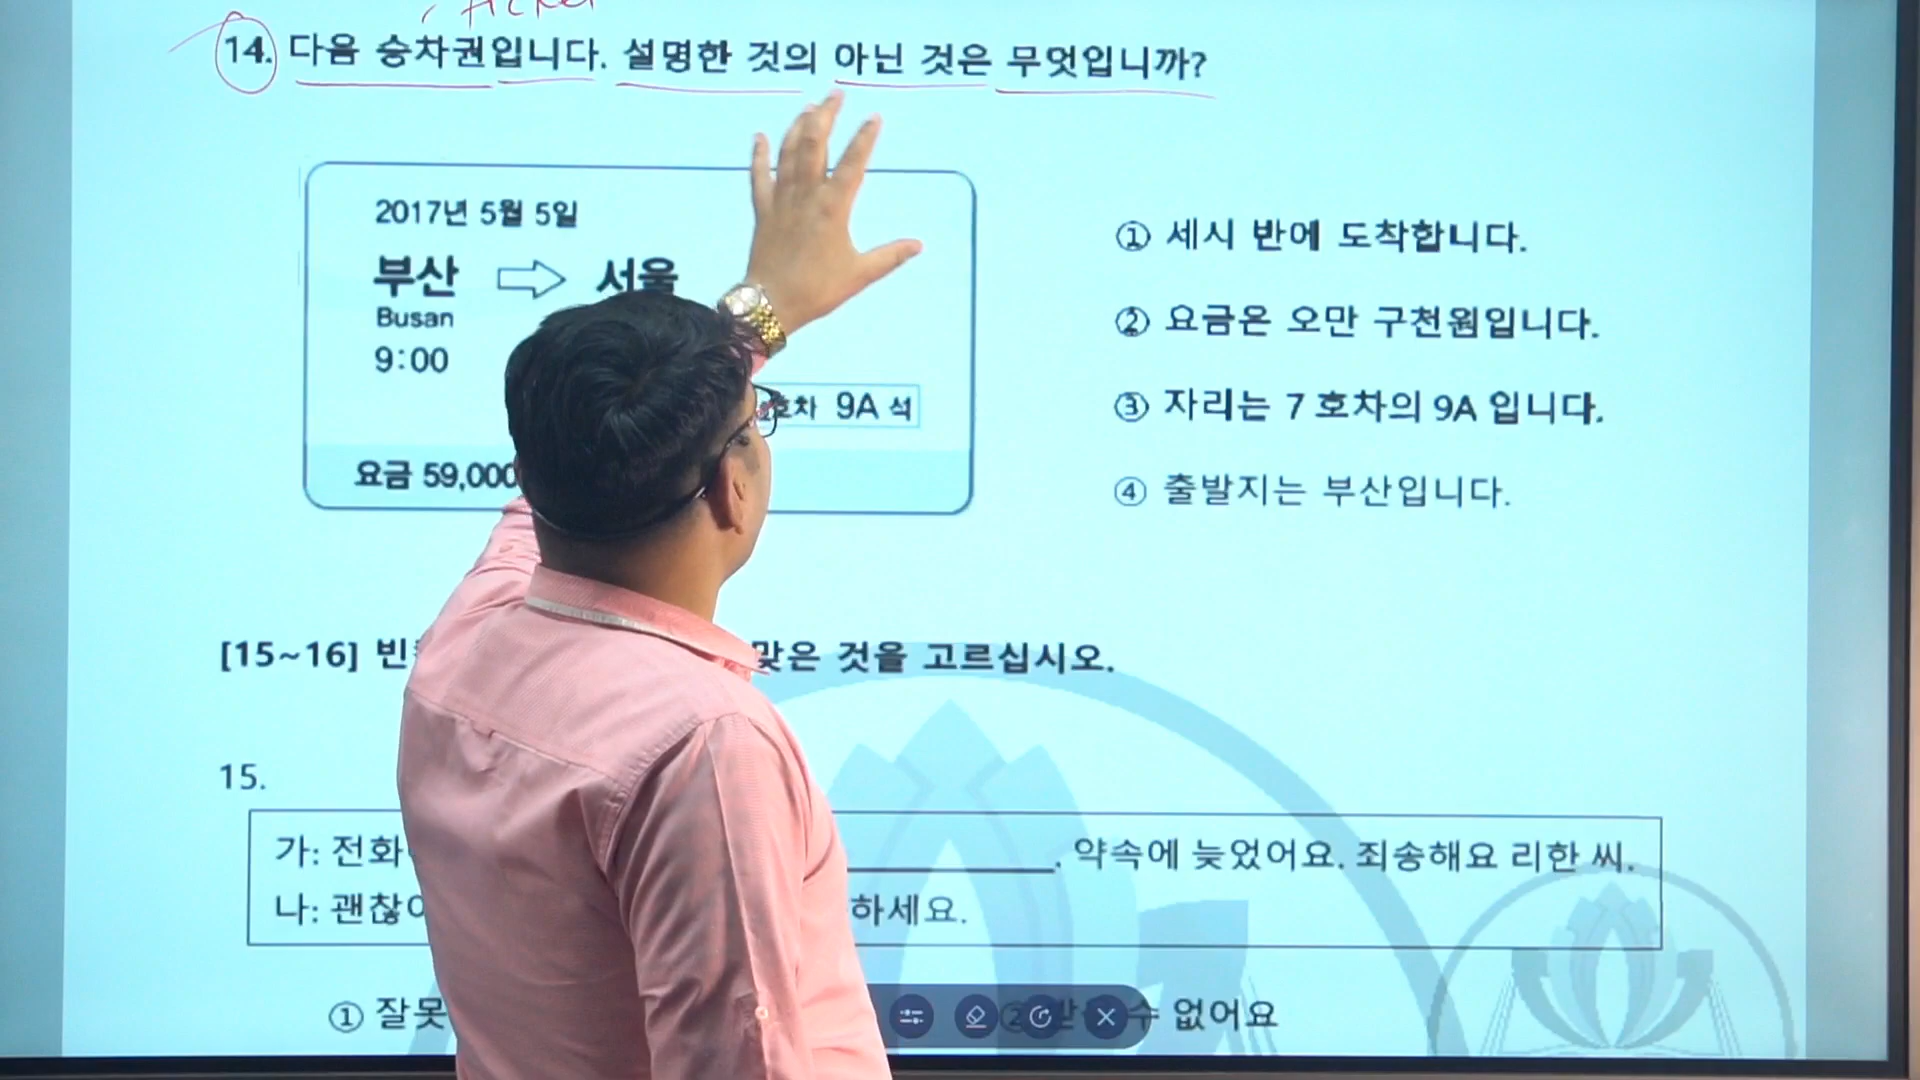 ticket
14. 다음 승차권입니다. 설명한 것의 아닌 것은 무엇입니까?
2017년 5월 5일
부산 서울
Busan
9:00
호차 9A 석
요금 59,000
① 세시 반에 도착합니다.
② 요금은 오만 구천원입니다.
③ 자리는 7 호차의 9A 입니다.
④ 출발지는 부산입니다.
[15~16] 맞은 것을 고르십시오.
15.
가: 전화 . 약속에 늦었어요. 죄송해요 리한 씨.
나: 하세요.
① 잘못 ② 수 없어요